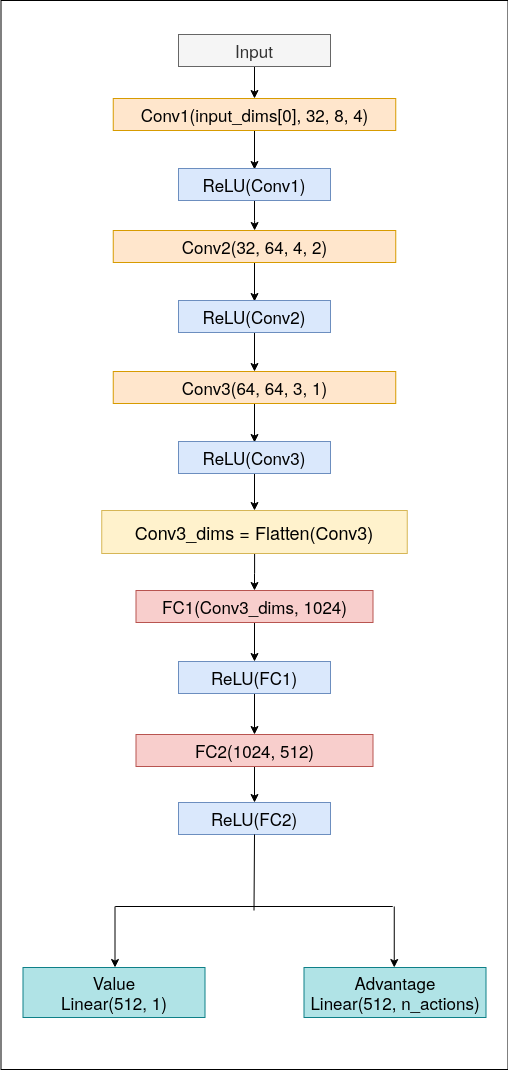 Input
Conv1(input_dims[0], 32, 8, 4)
ReLU(Conv1)
Conv2(32, 64, 4, 2)
ReLU(Conv2)
Conv3(64, 64, 3, 1)
ReLU(Conv3)
Conv3_dims = Flatten(Conv3)
FC1(Conv3_dims, 1024)
ReLU(FC1)
FC2(1024, 512)
ReLU(FC2)
Value
Linear(512, 1)
Advantage
Linear(512, n_actions)